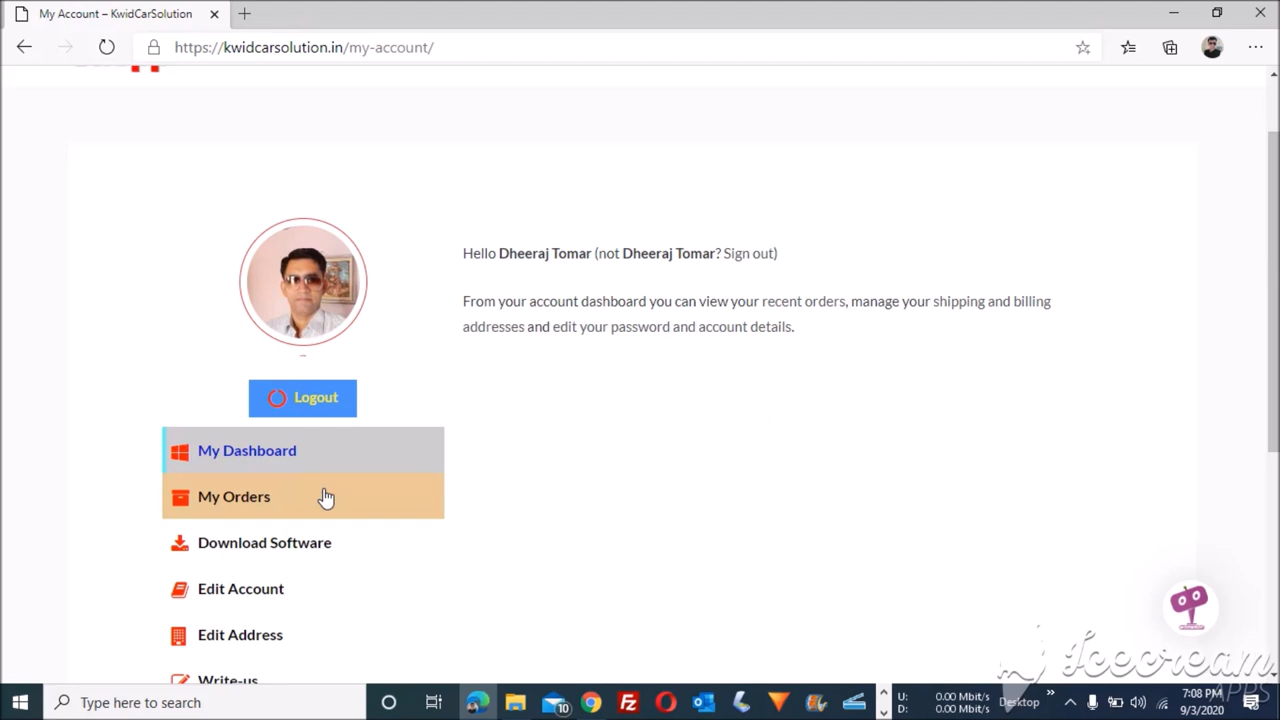 My Account – KwidCarSolution
https://kwidcarsolution.in/my-account/
Hello Dheeraj Tomar (not Dheeraj Tomar? Sign out)
From your account dashboard you can view your recent orders, manage your shipping and billing
addresses and edit your password and account details.
Logout
My Dashboard
My Orders
Download Software
Edit Account
Edit Address
Write-us
Icecream
APPS
Type here to search
10
U: 0.00 Mbit/s
D: 0.00 Mbit/s
Desktop
7:08 PM
9/3/2020